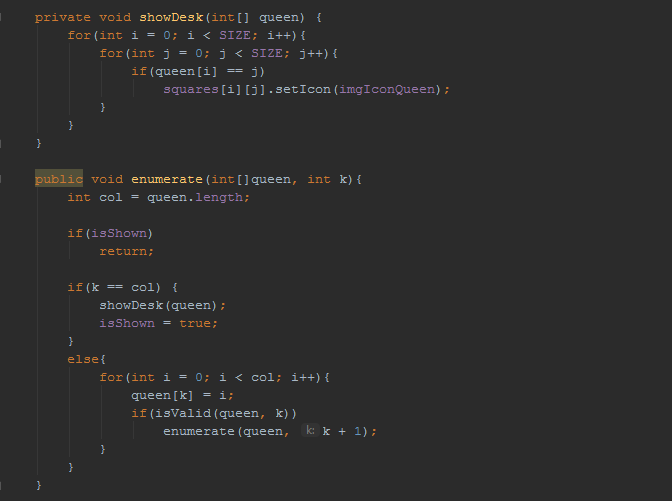 private void showDesk(int[] queen) {
for(int i = 0; i < SIZE; i++){
for(int j = 0; j < SIZE; j++){
if(queen[i] == j)
squares[i][j].setIcon(imgIconQueen);
}
}
}
public void enumerate(int[]queen, int k){
int col = queen.length;
if(isShown)
return;
if(k == col) {
showDesk(queen);
isShown = true;
}
else{
for(int i = 0; i < col; i++){
queen[k] = i;
if(isValid(queen, k))
enumerate(queen, k: k + 1);
}
}
}